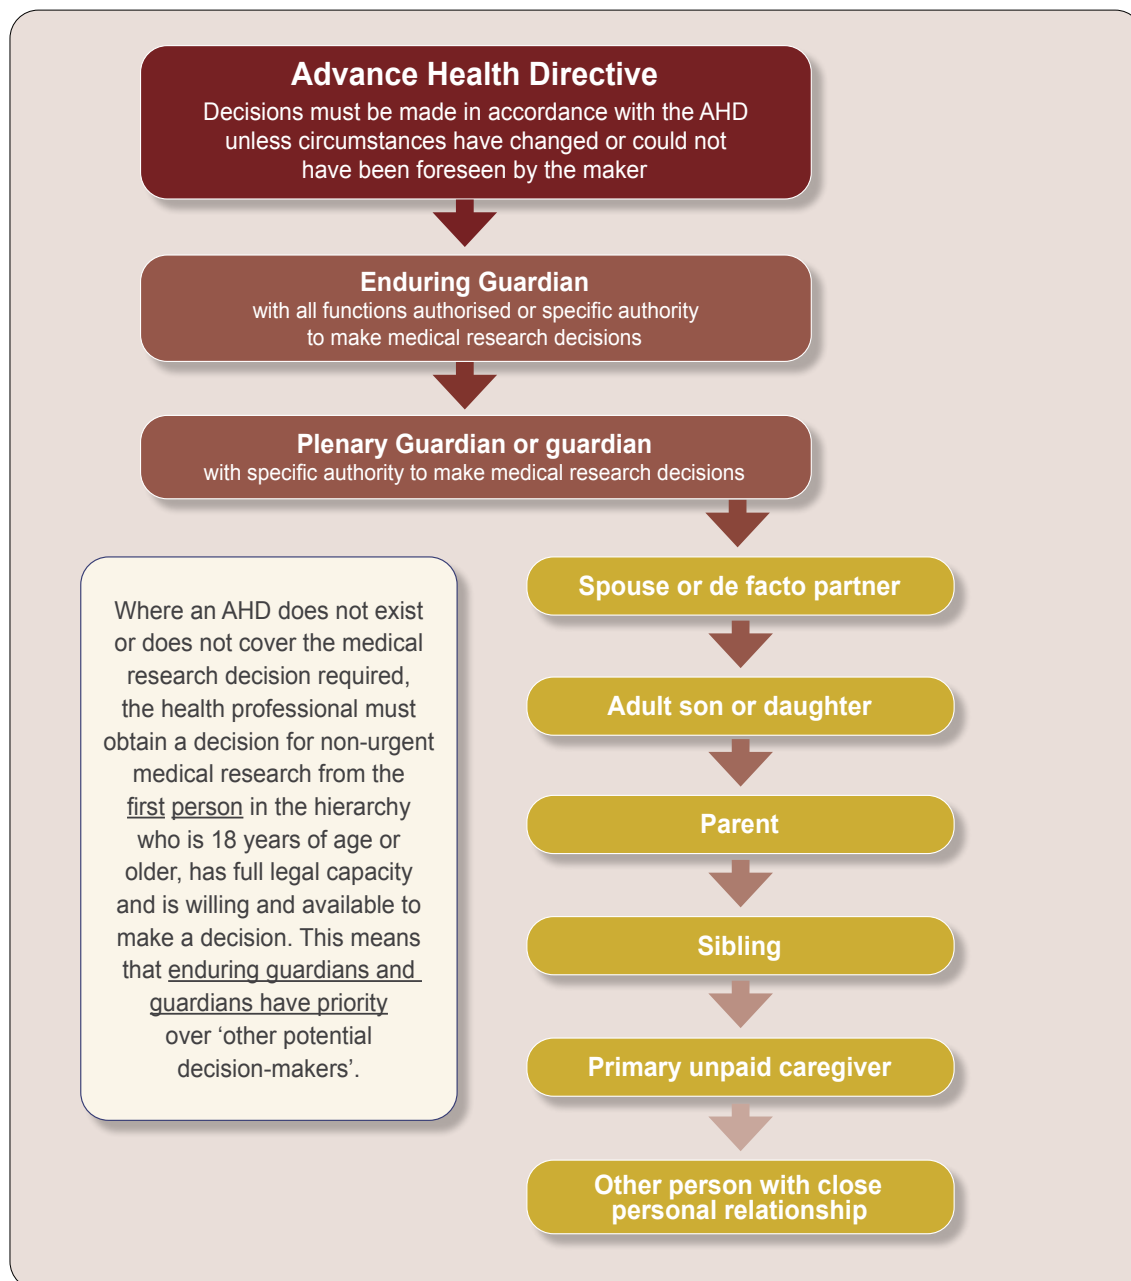 Advance Health Directive
Decisions must be made in accordance with the AHD
unless circumstances have changed or could not
have been foreseen by the maker
Enduring Guardian
with all functions authorised or specific authority
to make medical research decisions
Plenary Guardian or guardian
with specific authority to make medical research decisions
Where an AHD does not exist
or does not cover the medical
research decision required,
the health professional must
obtain a decision for non-urgent
medical research from the
first person in the hierarchy
who is 18 years of age or
older, has full legal capacity
and is willing and available to
make a decision. This means
that enduring guardians and
guardians have priority
over ‘other potential
decision-makers’.
Spouse or de facto partner
Adult son or daughter
Parent
Sibling
Primary unpaid caregiver
Other person with close
personal relationship